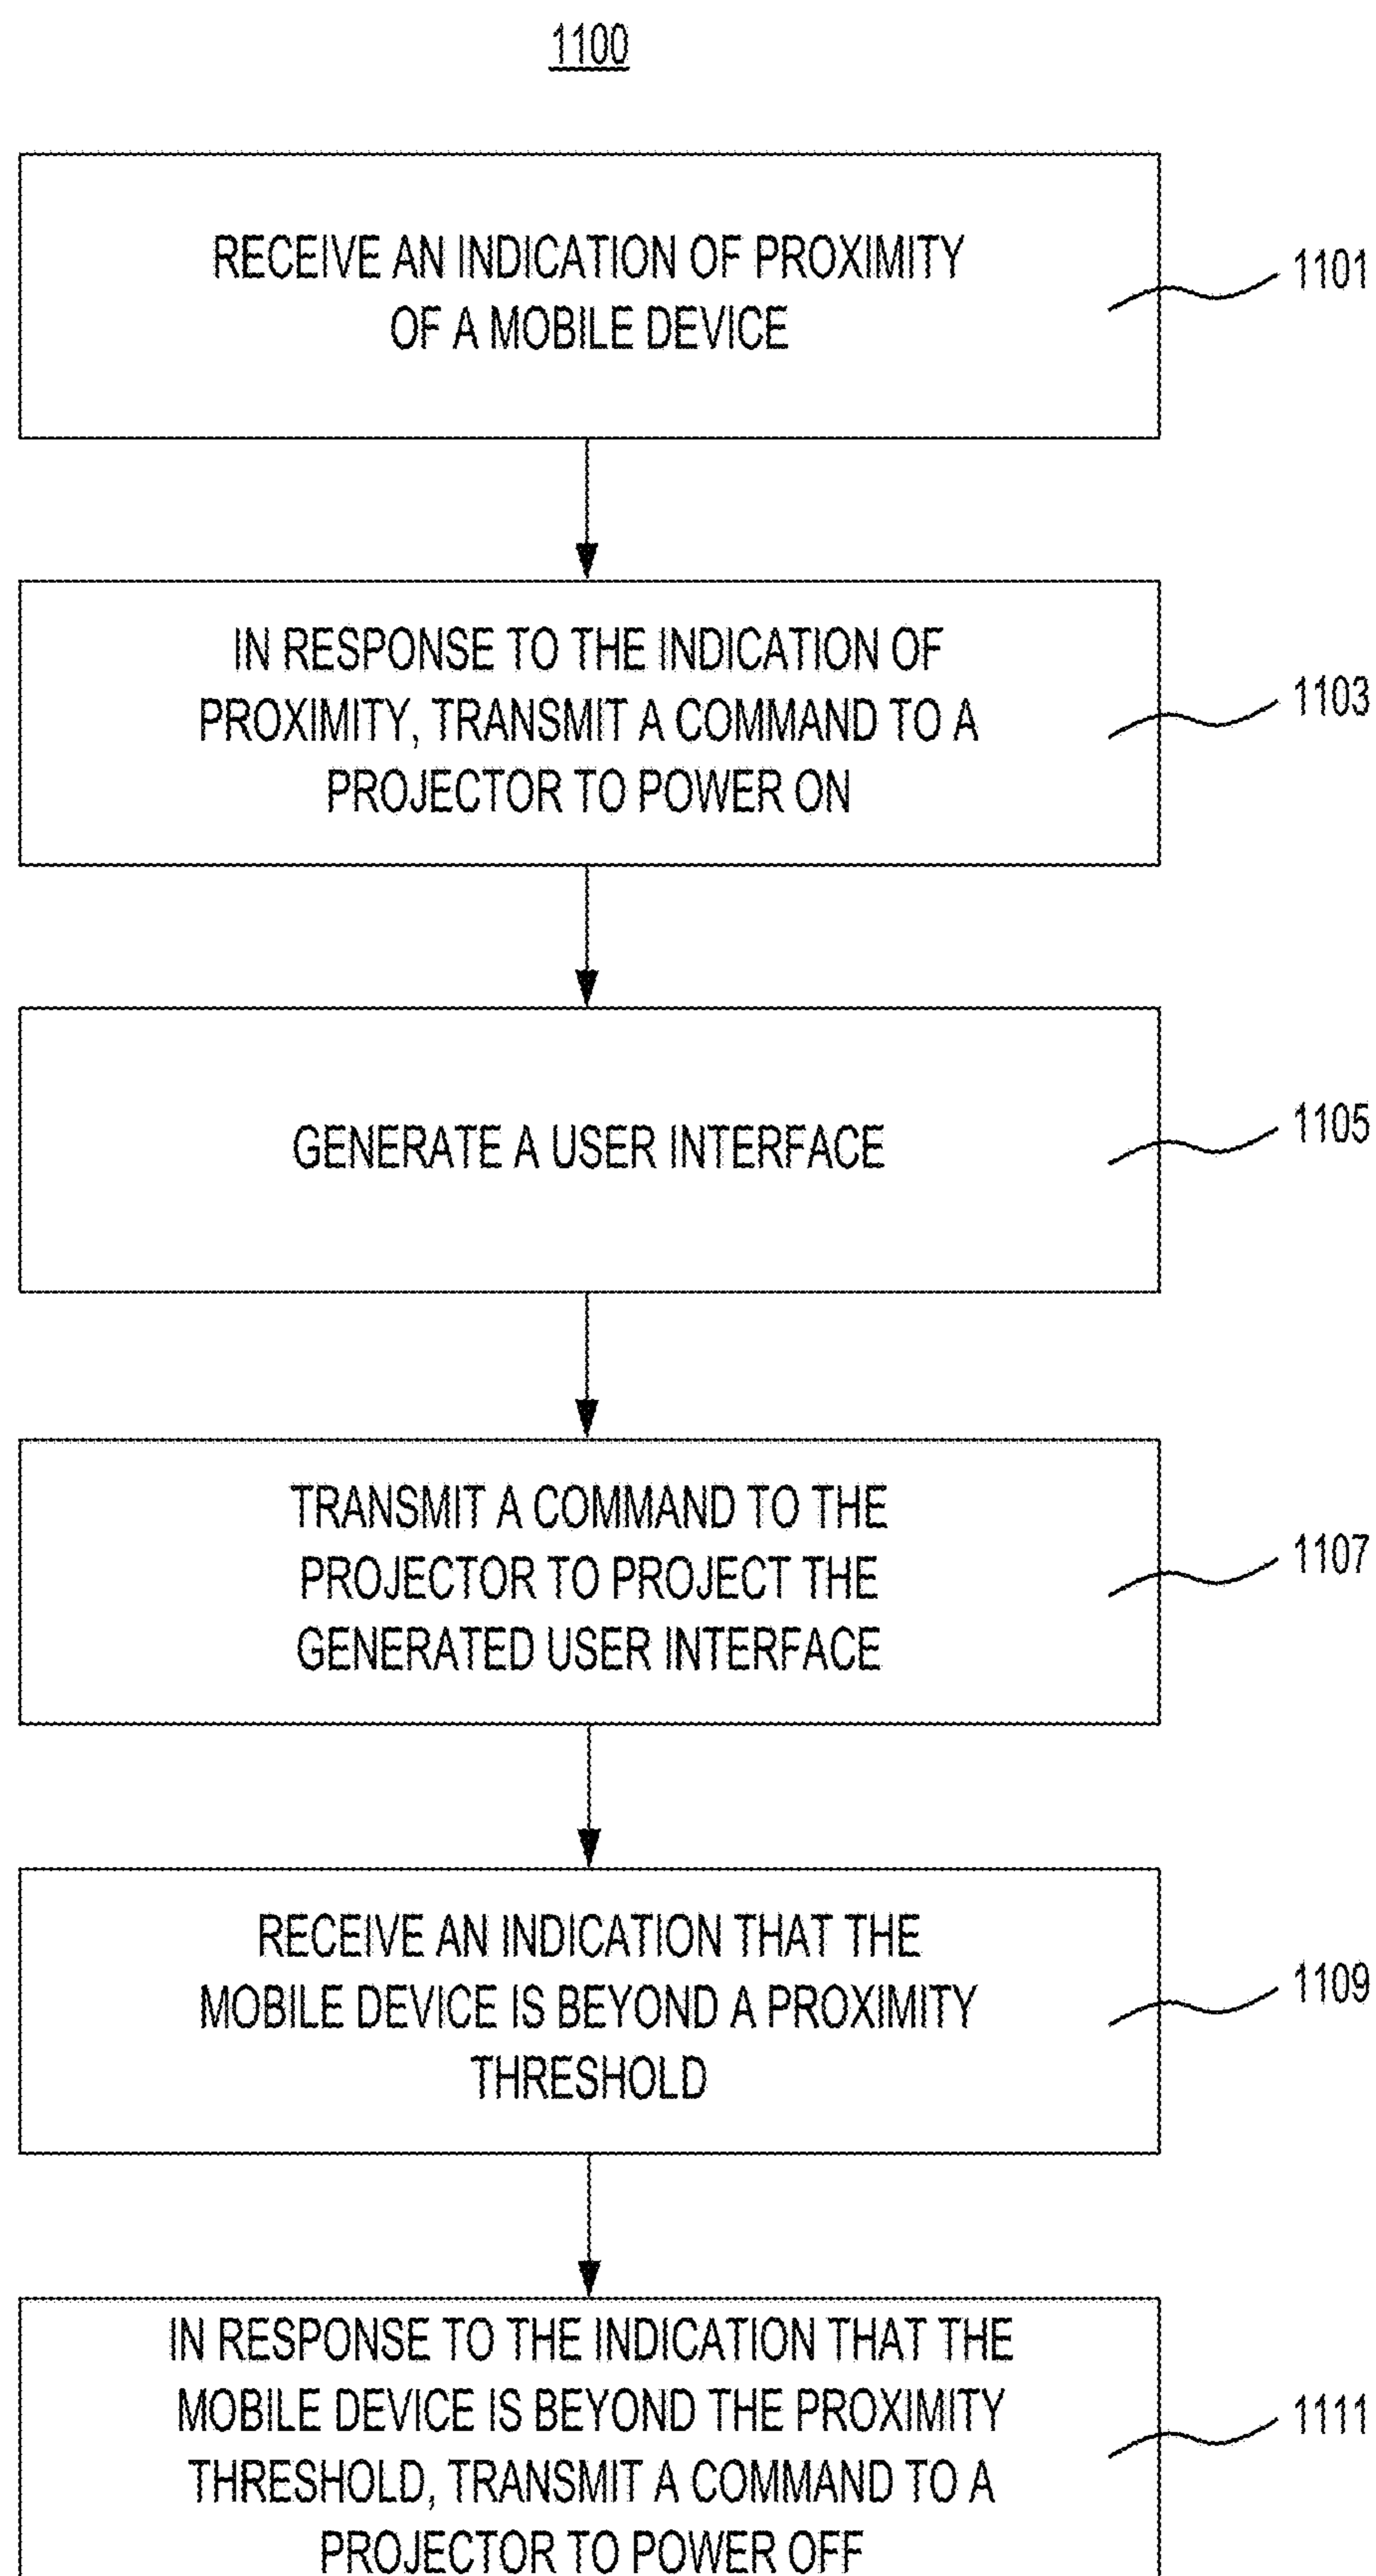 1100
RECEIVE AN INDICATION OF PROXIMITY
OF A MOBILE DEVICE
1101
IN RESPONSE TO THE INDICATION OF
PROXIMITY, TRANSMIT A COMMAND TO A
PROJECTOR TO POWER ON
1103
GENERATE A USER INTERFACE
1105
TRANSMIT A COMMAND TO THE
PROJECTOR TO PROJECT THE
GENERATED USER INTERFACE
1107
RECEIVE AN INDICATION THAT THE
MOBILE DEVICE IS BEYOND A PROXIMITY
THRESHOLD
1109
IN RESPONSE TO THE INDICATION THAT THE
MOBILE DEVICE IS BEYOND THE PROXIMITY
THRESHOLD, TRANSMIT A COMMAND TO A
PROJECTOR TO POWER OFF
1111